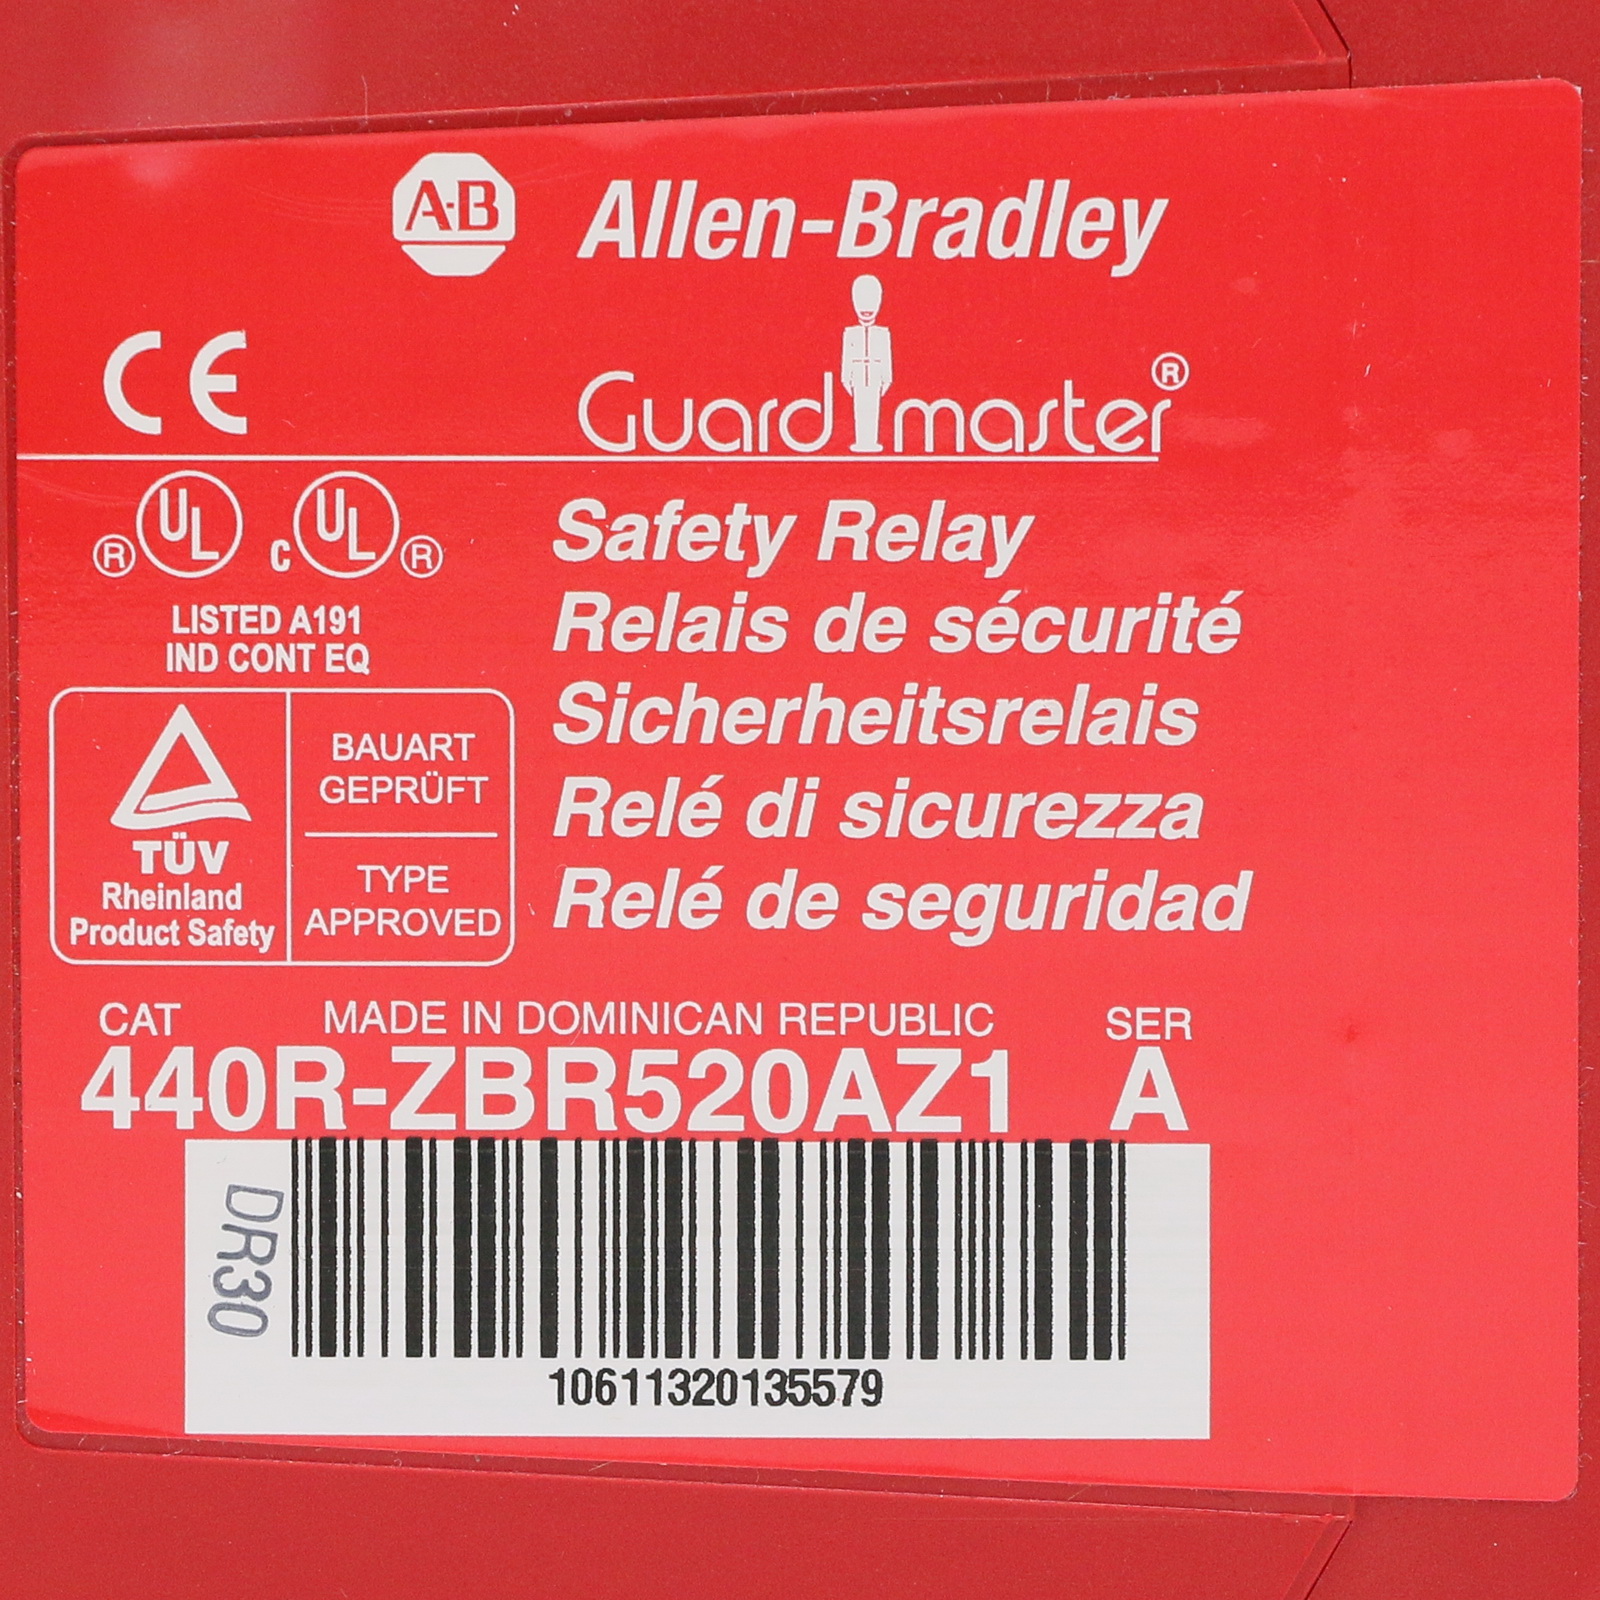 A-B Allen-Bradley
CE Guardmaster®
® UL c UL ®
LISTED A191
IND CONT EQ
Safety Relay
Relais de sécurité
Sicherheitsrelais
Relé di sicurezza
Relé de seguridad
TÜV
Rheinland
Product Safety
BAUART
GEPRÜFT
TYPE
APPROVED
CAT MADE IN DOMINICAN REPUBLIC SER
440R-ZBR520AZ1 A
DR30
10611320135579